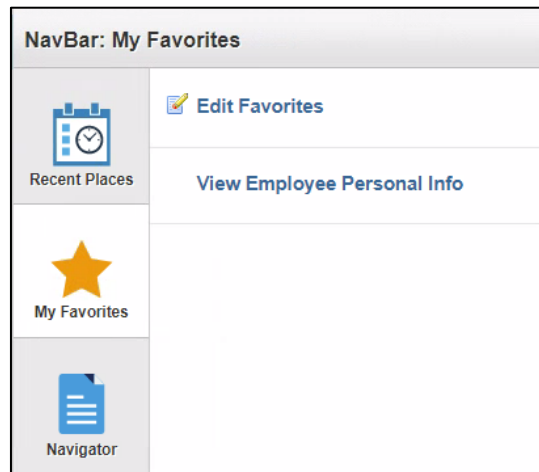 NavBar: My Favorites
Recent Places
Edit Favorites
View Employee Personal Info
My Favorites
Navigator